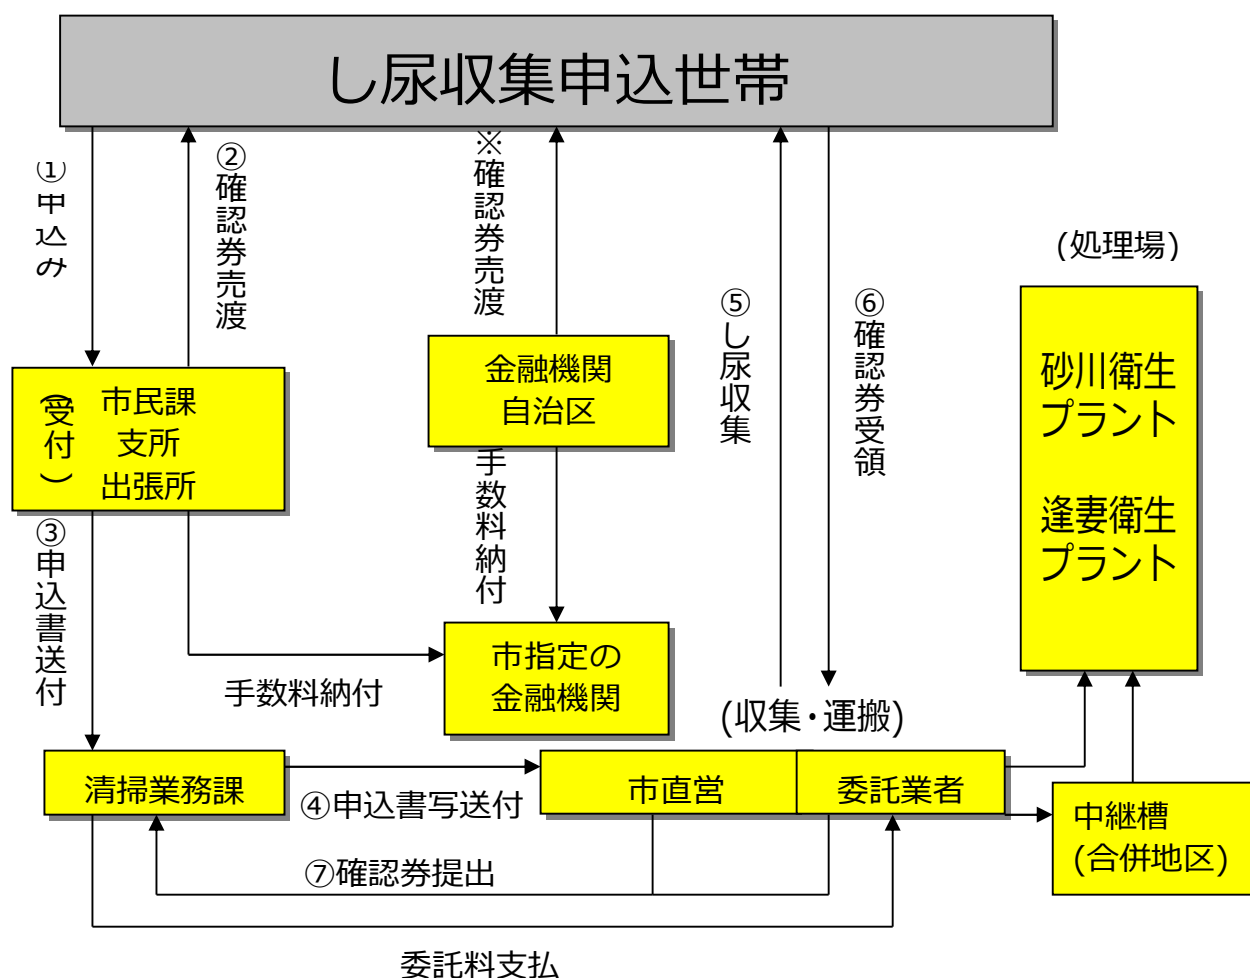 し尿収集申込世帯
①申込み
②確認券売渡
※確認券売渡
⑤し尿収集
⑥確認券受領
(処理場)
砂川衛生
プラント
逢妻衛生
プラント
(受付)
市民課
支所
出張所
金融機関
自治区
手数料納付
③申込書送付
手数料納付
市指定の
金融機関
(収集・運搬)
清掃業務課
④申込書写送付
市直営
委託業者
中継槽
(合併地区)
⑦確認券提出
委託料支払